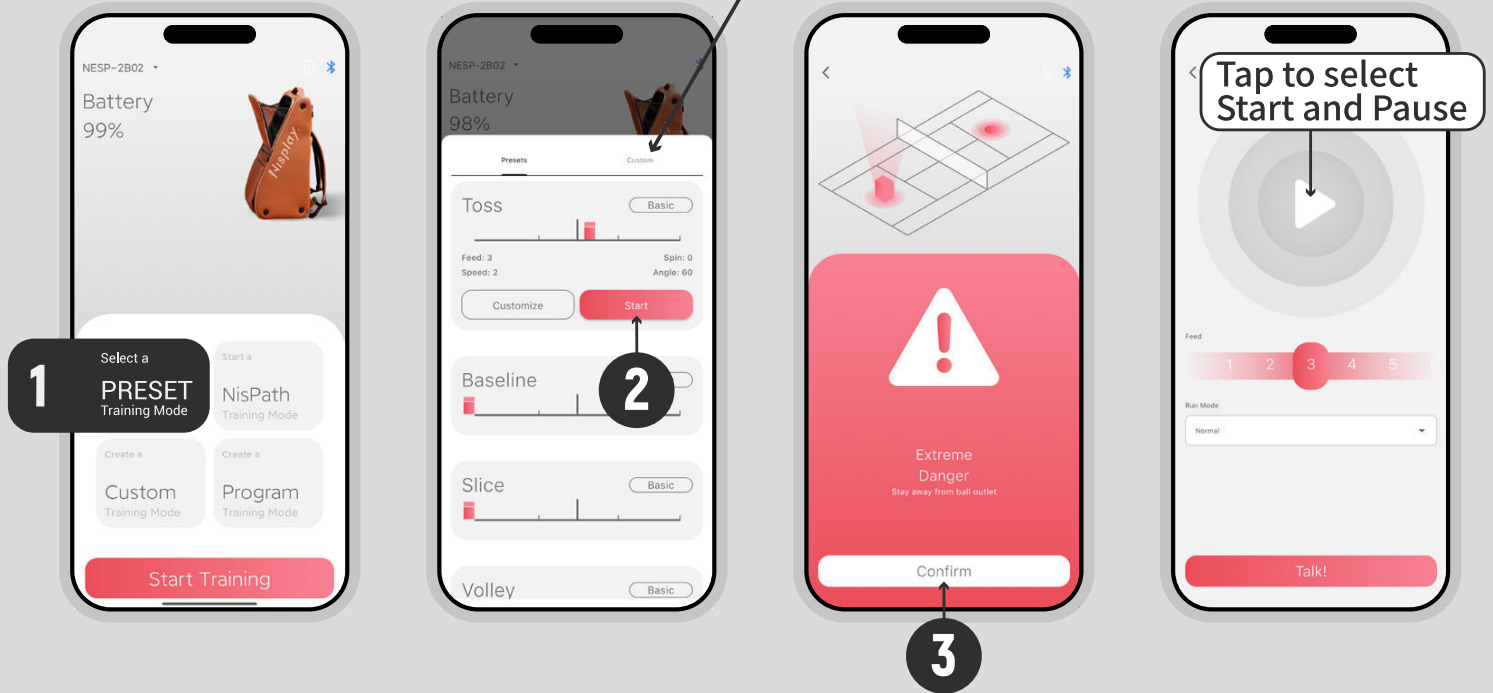 NESP-2B02
Battery
99%
Nisplay
1
Select a
PRESET
Training Mode
Start a
NisPath
Training Mode
Create a
Custom
Training Mode
Create a
Program
Training Mode
Start Training
NESP-2B02
Battery
98%
Presets
Custom
Toss
Basic
Feed: 3
Spin: 0
Speed: 2
Angle: 60
Customize
Start
2
Baseline
Slice
Basic
Volley
Basic
Extreme
Danger
Stay away from ball outlet
Confirm
3
Tap to select
Start and Pause
Feed
1 2 3 4 5 6
Run Mode
Normal
Talk!